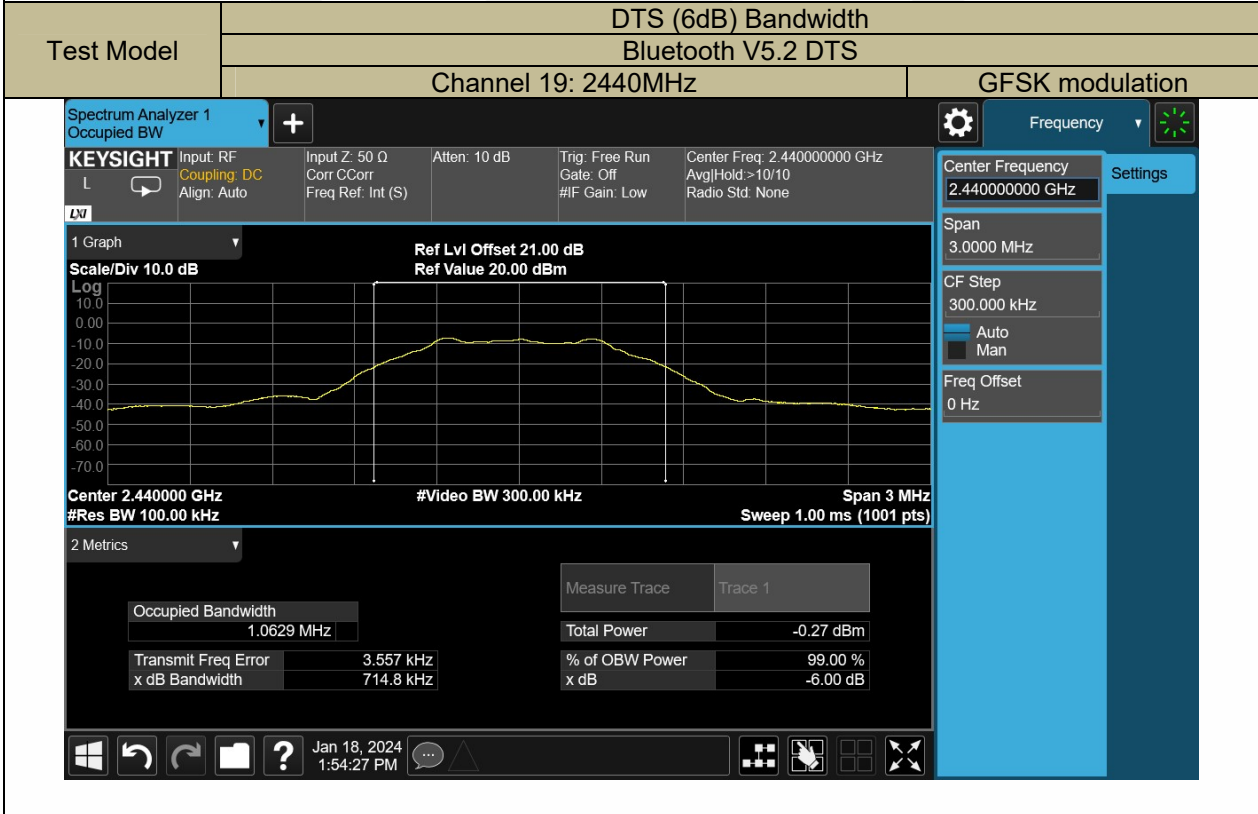 DTS (6dB) Bandwidth
Test Model
Bluetooth V5.2 DTS
Channel 19: 2440MHz GFSK modulation
Spectrum Analyzer 1
Occupied BW
Frequency
KEYSIGHT Input: RF Input Z: 50 Ω Atten: 10 dB Trig: Free Run Center Freq: 2.440000000 GHz
L Coupling: DC Corr CCorr Gate: Off Avg|Hold:>10/10
Align: Auto Freq Ref: Int (S) #IF Gain: Low Radio Std: None
LXI
Center Frequency
2.440000000 GHz
Settings
Span
3.0000 MHz
CF Step
300.000 kHz
Auto
Man
Freq Offset
0 Hz
1 Graph
Ref Lvl Offset 21.00 dB
Scale/Div 10.0 dB Ref Value 20.00 dBm
Log
10.0
0.00
-10.0
-20.0
-30.0
-40.0
-50.0
-60.0
-70.0
Center 2.440000 GHz #Video BW 300.00 kHz Span 3 MHz
#Res BW 100.00 kHz Sweep 1.00 ms (1001 pts)
2 Metrics
Measure Trace Trace 1
Occupied Bandwidth
1.0629 MHz
Total Power -0.27 dBm
Transmit Freq Error 3.557 kHz % of OBW Power 99.00 %
x dB Bandwidth 714.8 kHz x dB -6.00 dB
? Jan 18, 2024
1:54:27 PM